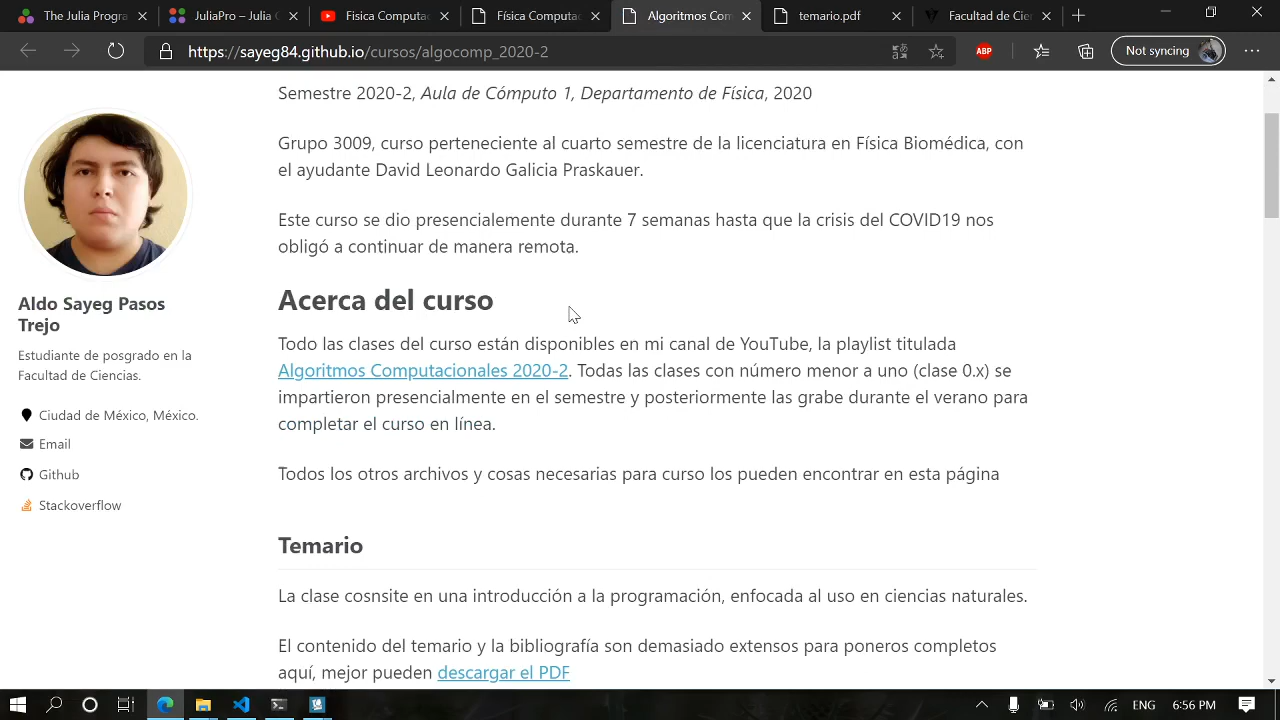 The Julia Progra
JuliaPro – Julia C
Fisica Computac
Física Computac
Algoritmos Com
temario.pdf
Facultad de Cien
https://sayeg84.github.io/cursos/algocomp_2020-2
ABP
Not syncing
Semestre 2020-2, Aula de Cómputo 1, Departamento de Física, 2020
Grupo 3009, curso perteneciente al cuarto semestre de la licenciatura en Física Biomédica, con
el ayudante David Leonardo Galicia Praskauer.
Este curso se dio presencialemente durante 7 semanas hasta que la crisis del COVID19 nos
obligó a continuar de manera remota.
Aldo Sayeg Pasos
Trejo
Estudiante de posgrado en la
Facultad de Ciencias.
Ciudad de México, México.
Email
Github
Stackoverflow
Acerca del curso
Todo las clases del curso están disponibles en mi canal de YouTube, la playlist titulada
Algoritmos Computacionales 2020-2. Todas las clases con número menor a uno (clase 0.x) se
impartieron presencialmente en el semestre y posteriormente las grabe durante el verano para
completar el curso en línea.
Todos los otros archivos y cosas necesarias para curso los pueden encontrar en esta página
Temario
La clase cosnsite en una introducción a la programación, enfocada al uso en ciencias naturales.
El contenido del temario y la bibliografía son demasiado extensos para poneros completos
aquí, mejor pueden descargar el PDF
ENG
6:56 PM